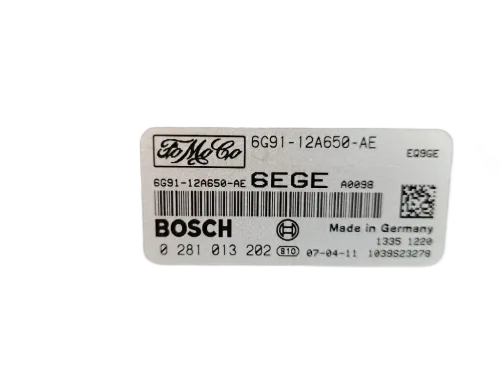 FoMoCo 6G91-12A650-AE
EQ9GE
6G91-12A650-AE 6EGE A0098
BOSCH Made in Germany
1335 1220
0 281 013 202 B10 07-04-11 1039S23279